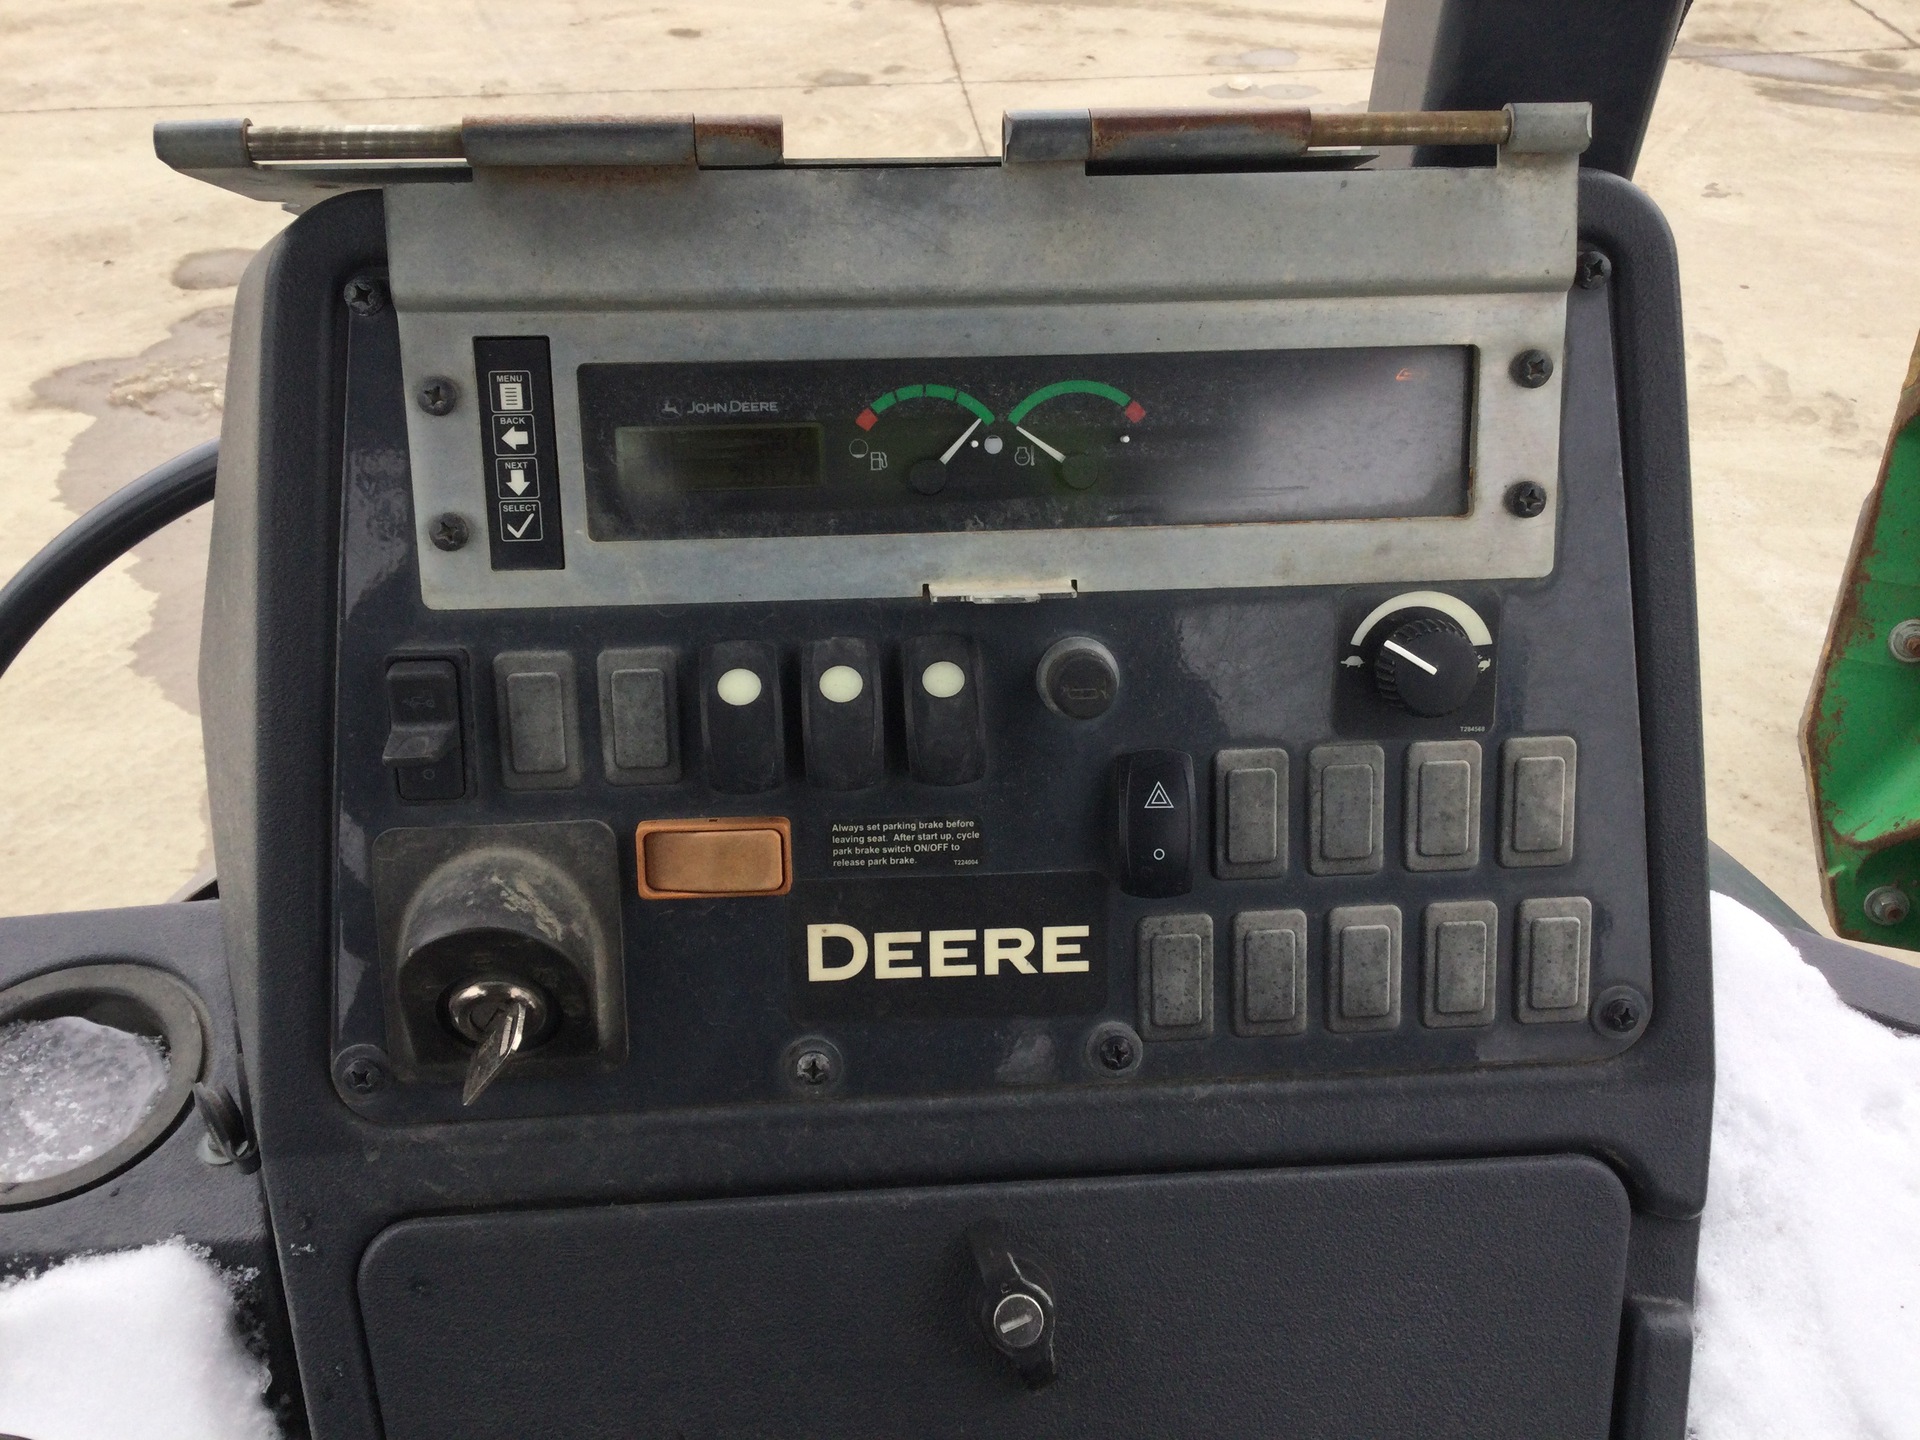 MENU
BACK
NEXT
SELECT
JOHN DEERE
T284568
Always set parking brake before
leaving seat. After start up, cycle
park brake switch ON/OFF to
release park brake.
T224004
DEERE